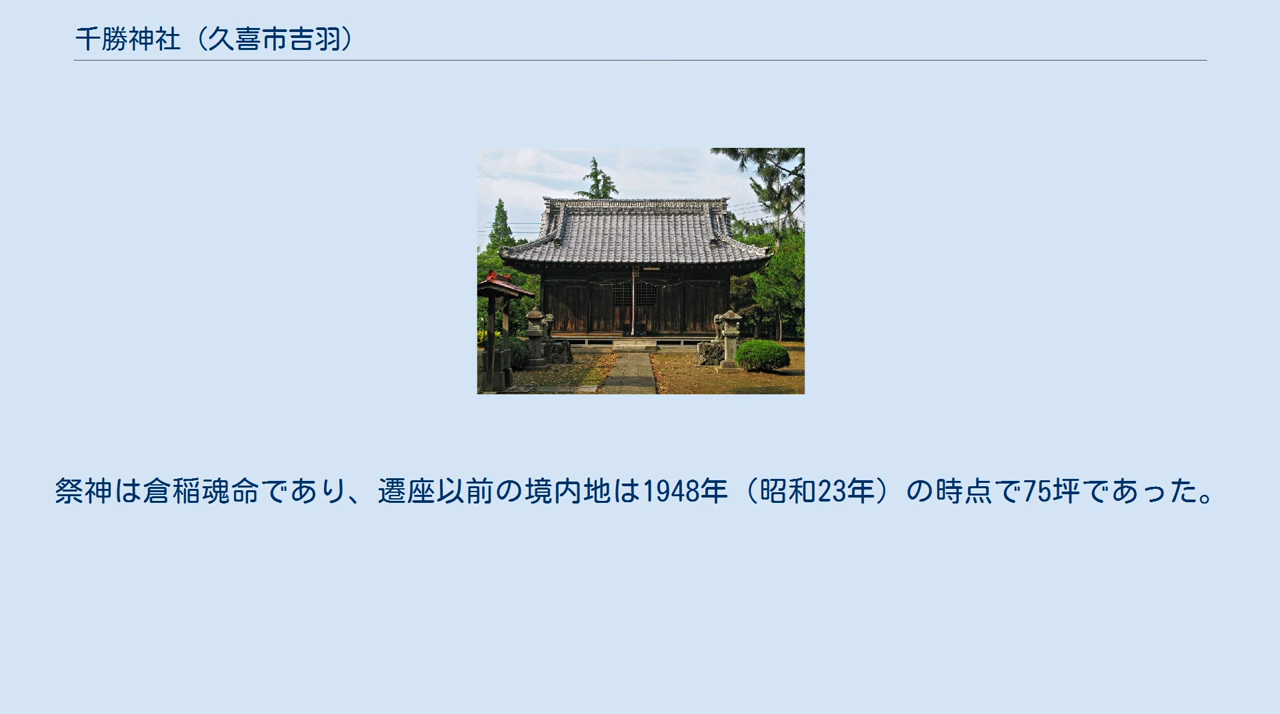 千勝神社（久喜市吉羽）
祭神は倉稲魂命であり、遷座以前の境内地は1948年（昭和23年）の時点で75坪であった。